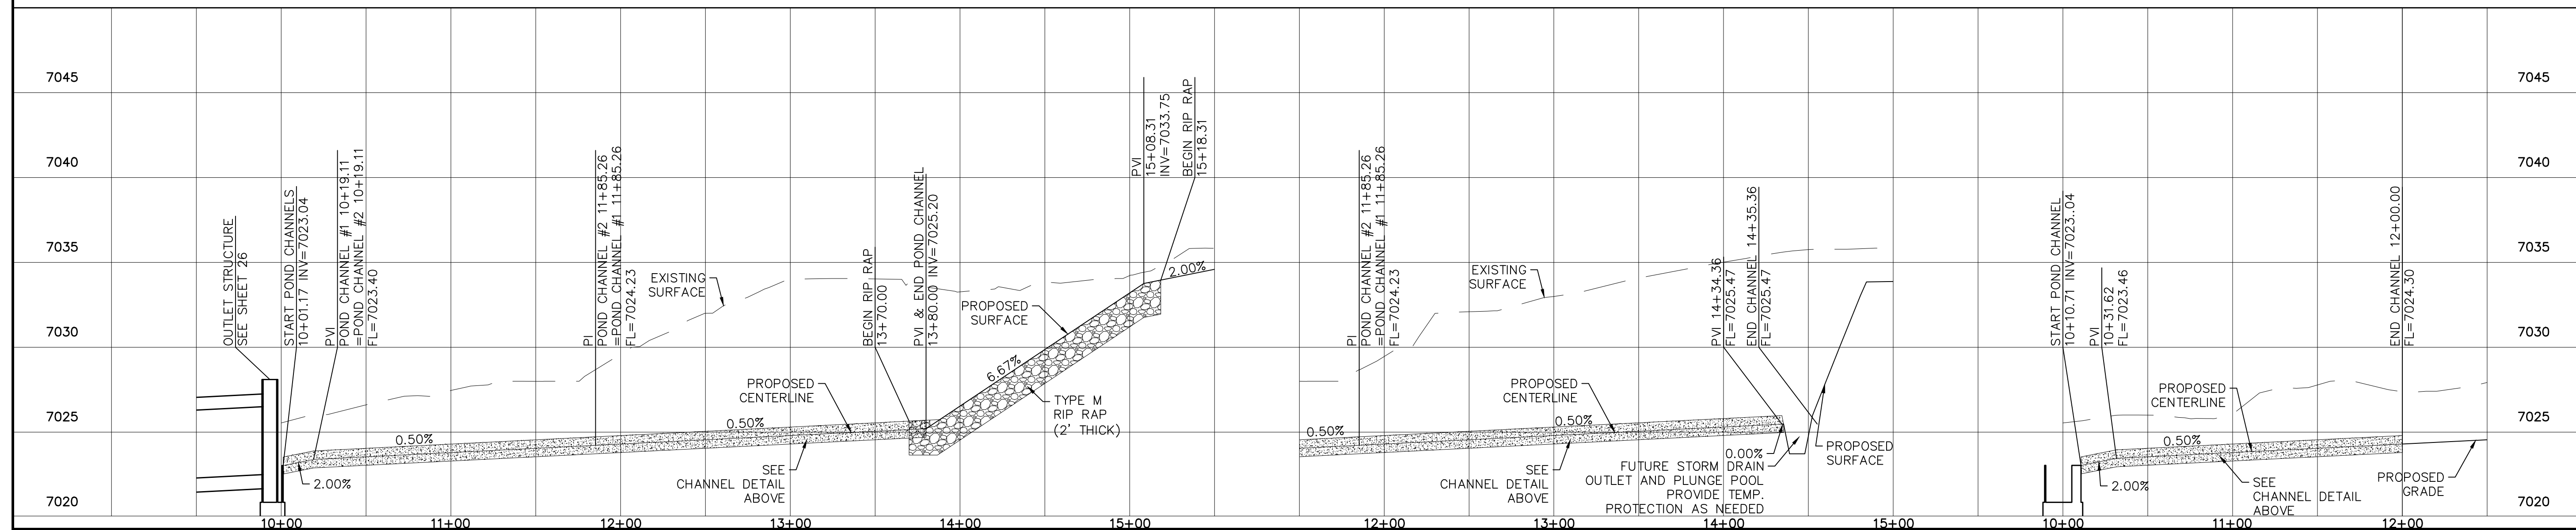 7045
7040
7035
7030
7025
7020
OUTLET STRUCTURE
SEE SHEET 26
START POND CHANNELS
10+01.17 INV=7023.04
PVI
POND CHANNEL #1 10+19.11
=POND CHANNEL #2 10+19.11
FL=7023.40
2.00%
0.50%
PI
POND CHANNEL #2 11+85.26
=POND CHANNEL #1 11+85.26
FL=7024.23
EXISTING
SURFACE
PROPOSED
CENTERLINE
0.50%
SEE
CHANNEL DETAIL
ABOVE
BEGIN RIP RAP
13+70.00
PVI & END POND CHANNEL
13+80.00 INV=7025.20
PROPOSED
SURFACE
6.67%
TYPE M
RIP RAP
(2' THICK)
PVI
15+08.31
INV=7033.75
BEGIN RIP RAP
15+18.31
2.00%
10+00
11+00
12+00
13+00
14+00
15+00
PI
POND CHANNEL #2 11+85.26
=POND CHANNEL #1 11+85.26
FL=7024.23
0.50%
EXISTING
SURFACE
PROPOSED
CENTERLINE
0.50%
SEE
CHANNEL DETAIL
ABOVE
PVI 14+34.36
FL=7025.47
END CHANNEL 14+35.36
FL=7025.47
0.00%
FUTURE STORM DRAIN
OUTLET AND PLUNGE POOL
PROVIDE TEMP.
PROTECTION AS NEEDED
PROPOSED
SURFACE
12+00
13+00
14+00
15+00
START POND CHANNEL
10+10.71 INV=7023..04
PVI
10+31.62
FL=7023.46
2.00%
0.50%
PROPOSED
CENTERLINE
SEE
CHANNEL DETAIL
ABOVE
END CHANNEL 12+00.00
FL=7024.30
PROPOSED
GRADE
10+00
11+00
12+00
7045
7040
7035
7030
7025
7020